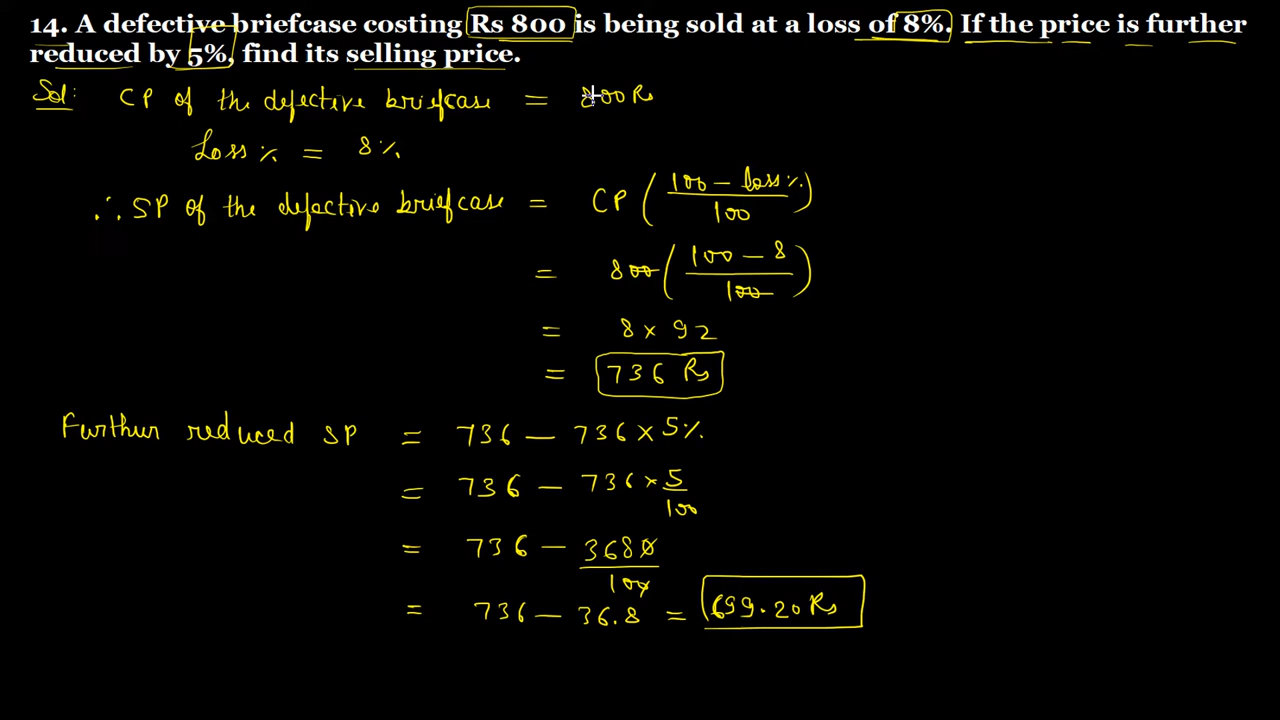 14. A defective briefcase costing Rs 800 is being sold at a loss of 8%. If the price is further
reduced by 5%, find its selling price.
Sol: CP of the defective briefcase = 800 Rs
Loss % = 8 %
∴ SP of the defective briefcase = CP ( 100 - loss% / 100 )
= 800 ( 100 - 8 / 100 )
= 8 × 92
= 736 Rs
Further reduced SP = 736 - 736 × 5%
= 736 - 736 × 5/100
= 736 - 3680/100
= 736 - 36.8 = 699.20 Rs